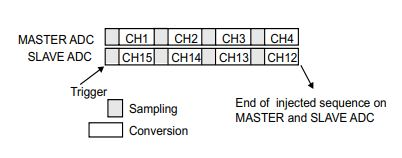 MASTER ADC CH1 CH2 CH3 CH4
SLAVE ADC CH15 CH14 CH13 CH12
Trigger
Sampling
Conversion
End of injected sequence on
MASTER and SLAVE ADC